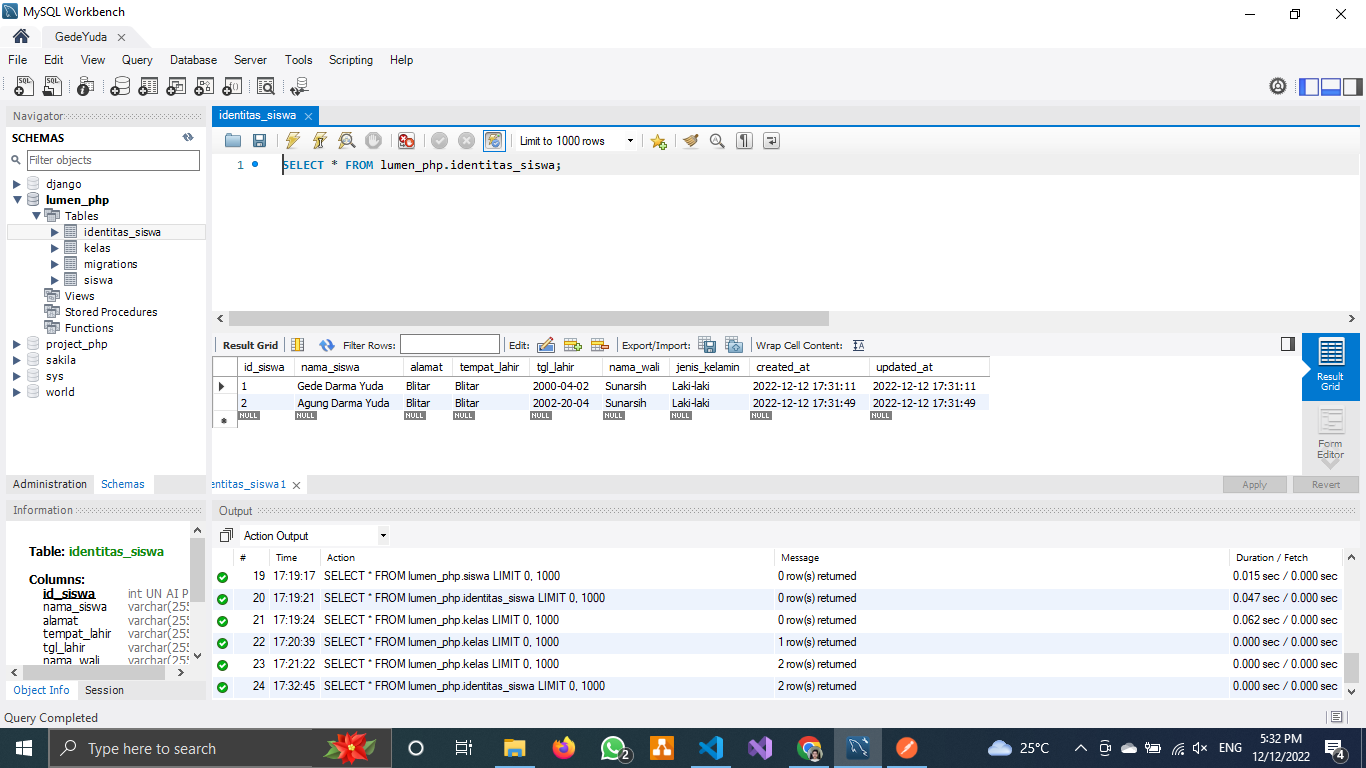 MySQL Workbench
GedeYuda
File Edit View Query Database Server Tools Scripting Help
Navigator
SCHEMAS
Filter objects
django
lumen_php
Tables
identitas_siswa
kelas
migrations
siswa
Views
Stored Procedures
Functions
project_php
sakila
sys
world
Administration Schemas
Information
Table: identitas_siswa
Columns:
id_siswa int UN AI P
nama_siswa varchar(255
alamat varchar(255
tempat_lahir varchar(255
tgl_lahir varchar(255
nama_wali varchar(255
Object Info Session
identitas_siswa
Limit to 1000 rows
1 SELECT * FROM lumen_php.identitas_siswa;
Result Grid Filter Rows: Edit: Export/Import: Wrap Cell Content:
id_siswa nama_siswa alamat tempat_lahir tgl_lahir nama_wali jenis_kelamin created_at updated_at
1 Gede Darma Yuda Blitar Blitar 2000-04-02 Sunarsih Laki-laki 2022-12-12 17:31:11 2022-12-12 17:31:11
2 Agung Darma Yuda Blitar Blitar 2002-20-04 Sunarsih Laki-laki 2022-12-12 17:31:49 2022-12-12 17:31:49
NULL NULL NULL NULL NULL NULL NULL NULL NULL
Result
Grid
Form
Editor
entitas_siswa1
Apply Revert
Output
Action Output
# Time Action Message Duration / Fetch
19 17:19:17 SELECT * FROM lumen_php.siswa LIMIT 0, 1000 0 row(s) returned 0.015 sec / 0.000 sec
20 17:19:21 SELECT * FROM lumen_php.identitas_siswa LIMIT 0, 1000 0 row(s) returned 0.047 sec / 0.000 sec
21 17:19:24 SELECT * FROM lumen_php.kelas LIMIT 0, 1000 0 row(s) returned 0.062 sec / 0.000 sec
22 17:20:39 SELECT * FROM lumen_php.kelas LIMIT 0, 1000 1 row(s) returned 0.000 sec / 0.000 sec
23 17:21:22 SELECT * FROM lumen_php.kelas LIMIT 0, 1000 2 row(s) returned 0.000 sec / 0.000 sec
24 17:32:45 SELECT * FROM lumen_php.identitas_siswa LIMIT 0, 1000 2 row(s) returned 0.000 sec / 0.000 sec
Query Completed
Type here to search
2
25°C
ENG
5:32 PM
12/12/2022
4